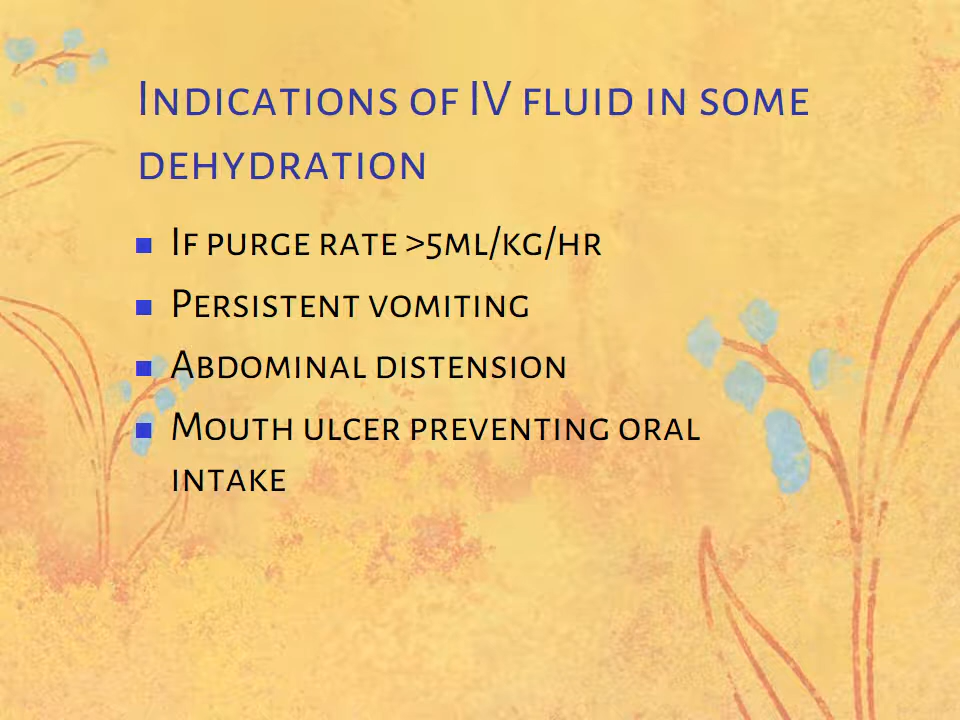 Indications of IV fluid in some
dehydration
If purge rate >5ml/kg/hr
Persistent vomiting
Abdominal distension
Mouth ulcer preventing oral
intake